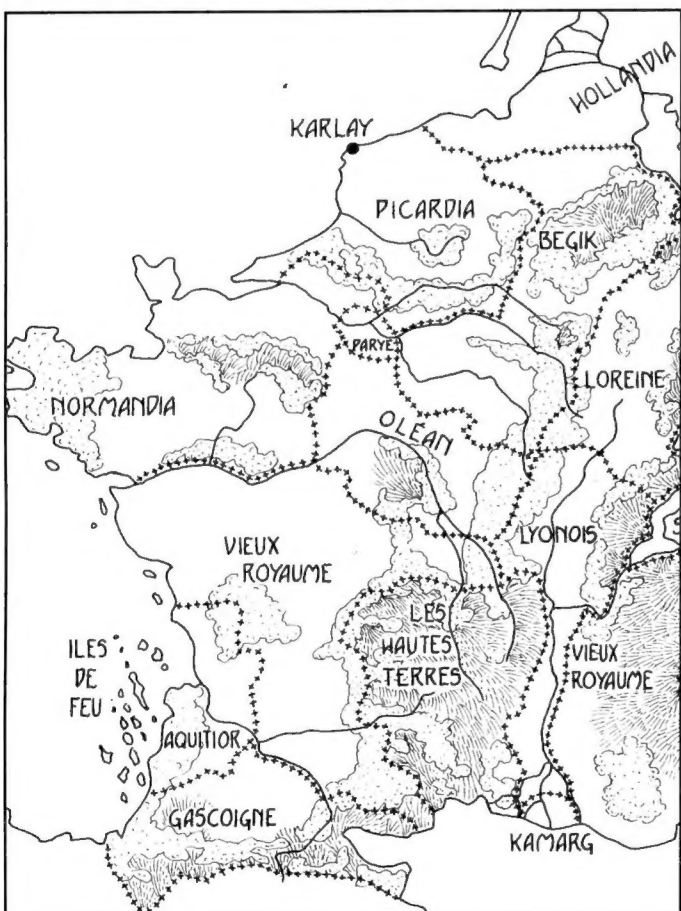 HOLLANDIA
KARLAY
PICARDIA
BEGIK
PARYE
LOREINE
NORMANDIA
OLÉAN
LYONOIS
VIEUX
ROYAUME
LES
HAUTES
TERRES
VIEUX
ROYAUME
ILES
DE
FEU
AQUITIOR
GASCOIGNE
KAMARG